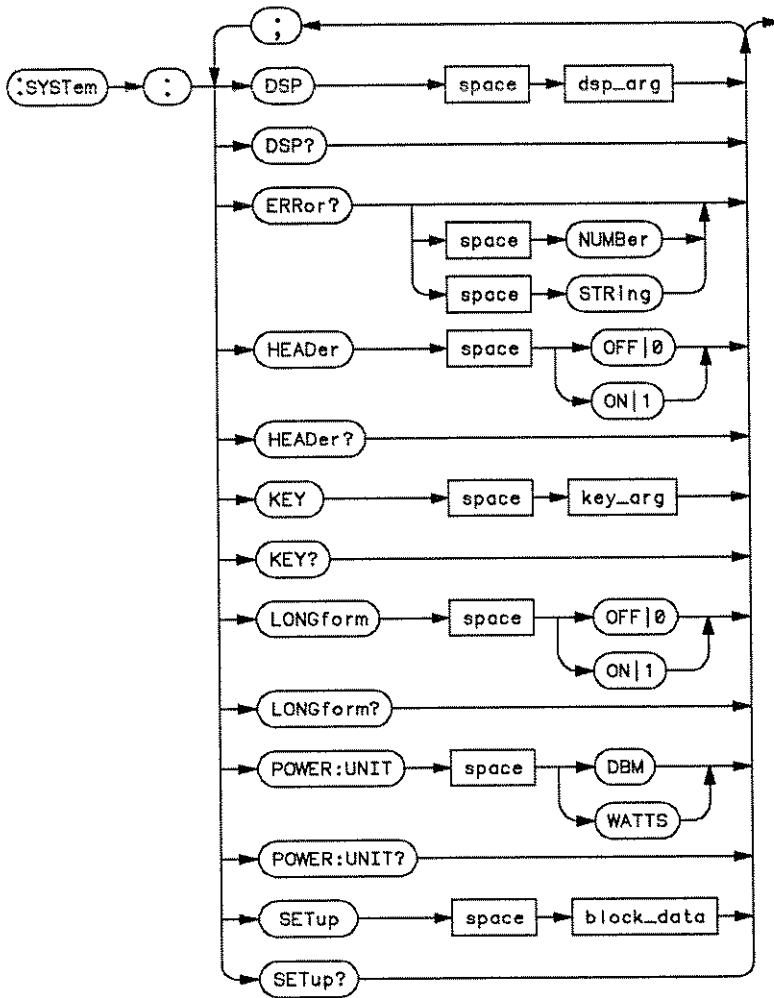 ;
:SYSTem : DSP space dsp_arg
DSP?
ERRor?
space NUMBer
space STRing
HEADer space OFF|0
ON|1
HEADer?
KEY space key_arg
KEY?
LONGform space OFF|0
ON|1
LONGform?
POWER:UNIT space DBM
WATTS
POWER:UNIT?
SETup space block_data
SETup?